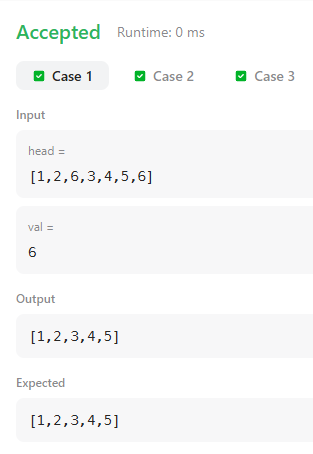 Accepted Runtime: 0 ms
Case 1 Case 2 Case 3
Input
head =
[1,2,6,3,4,5,6]
val =
6
Output
[1,2,3,4,5]
Expected
[1,2,3,4,5]